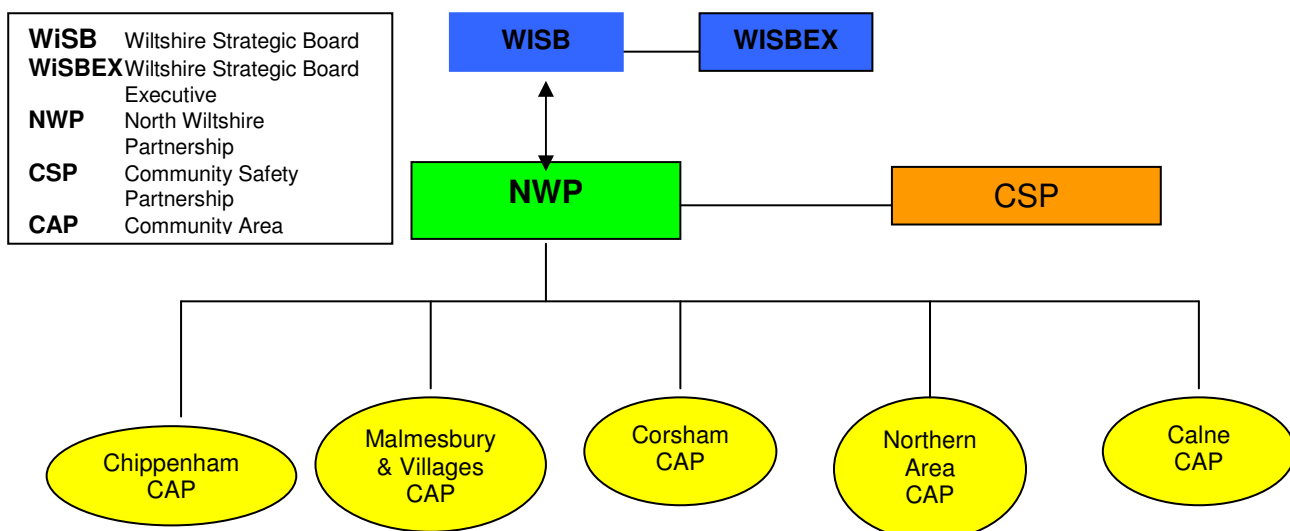 WiSB Wiltshire Strategic Board
WiSBEX Wiltshire Strategic Board
Executive
NWP North Wiltshire
Partnership
CSP Community Safety
Partnership
CAP Community Area
WISB
WISBEX
NWP
CSP
Chippenham
CAP
Malmesbury
& Villages
CAP
Corsham
CAP
Northern
Area
CAP
Calne
CAP